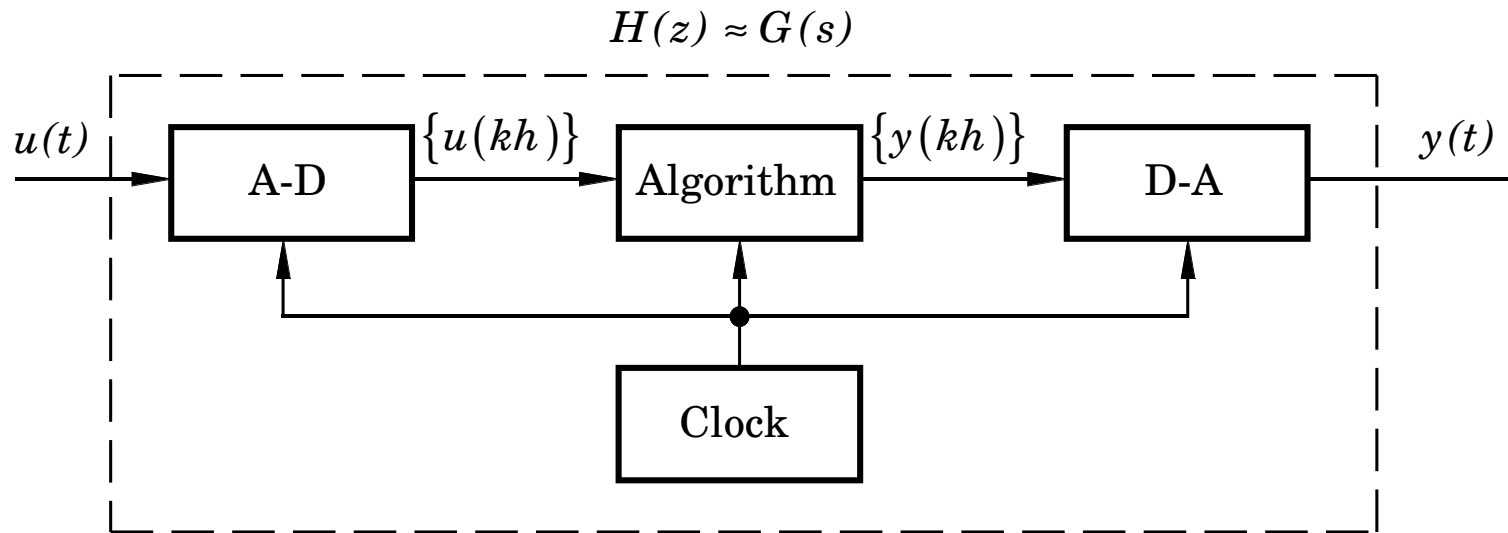 H(z) ≈ G(s)
u(t)
A-D
{u(kh)}
Algorithm
{y(kh)}
D-A
y(t)
Clock